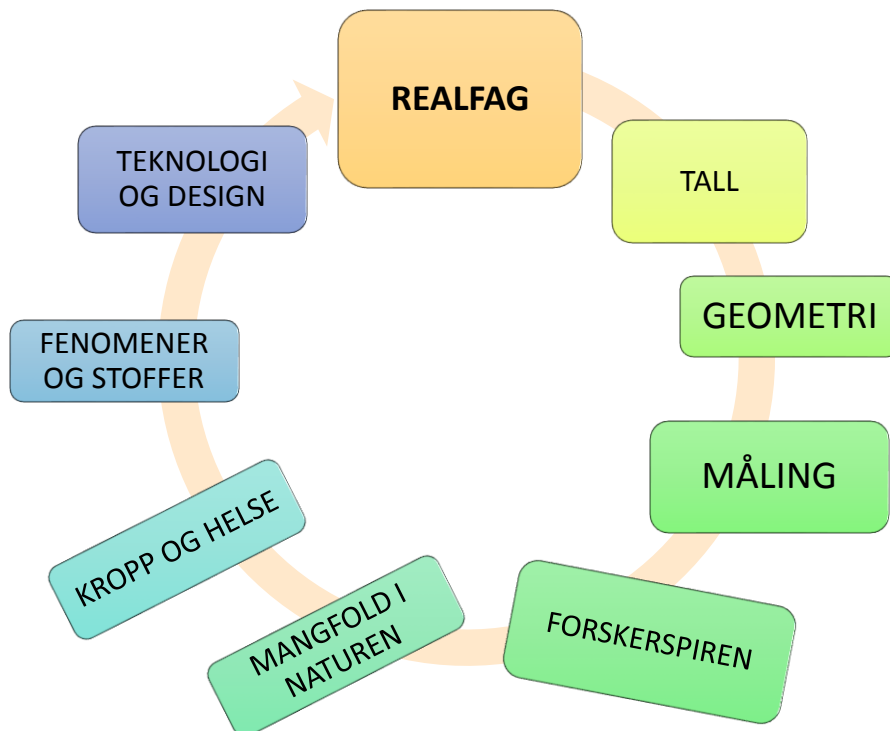 REALFAG
TALL
GEOMETRI
MÅLING
FORSKERSPIREN
MANGFOLD I
NATUREN
KROPP OG HELSE
FENOMENER
OG STOFFER
TEKNOLOGI
OG DESIGN